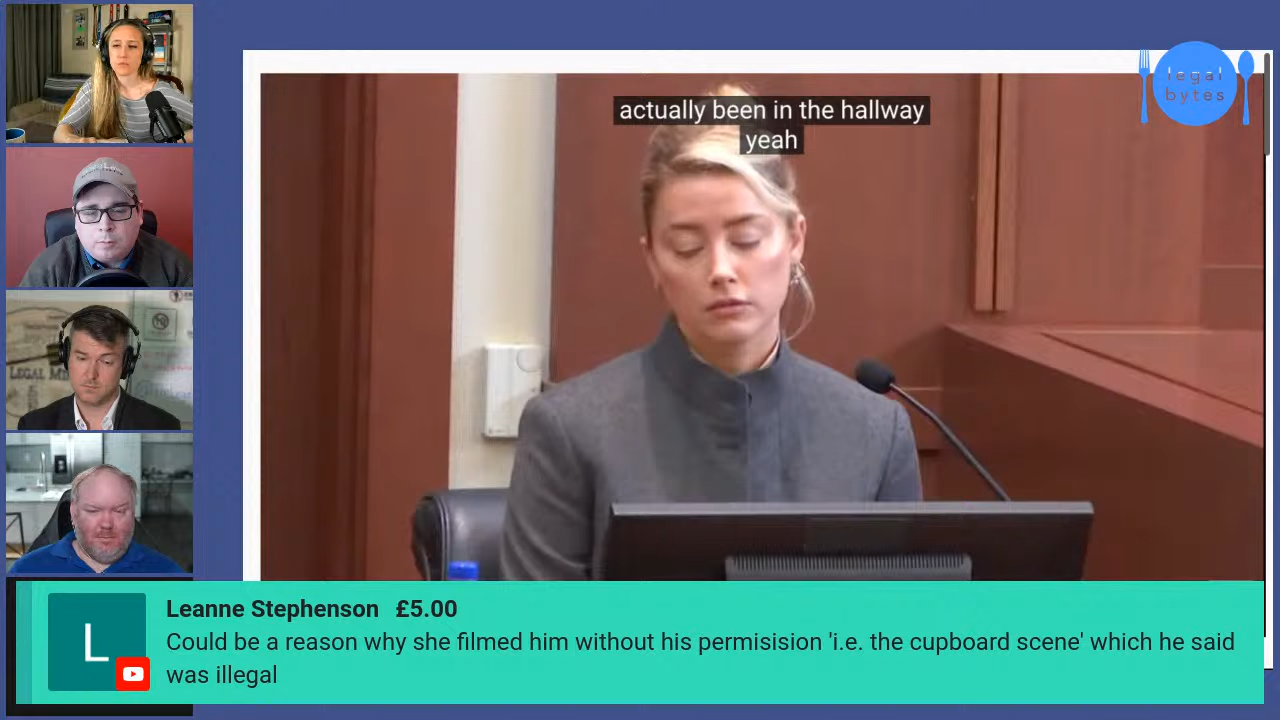 actually been in the hallway
yeah
legal
bytes
LEGAL M
Leanne Stephenson £5.00
L
Could be a reason why she filmed him without his permisision 'i.e. the cupboard scene' which he said
was illegal